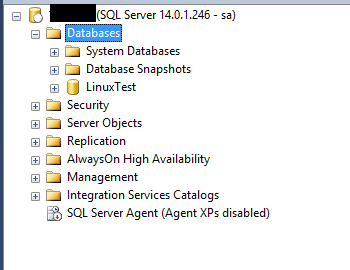 (SQL Server 14.0.1.246 - sa)
Databases
System Databases
Database Snapshots
LinuxTest
Security
Server Objects
Replication
AlwaysOn High Availability
Management
Integration Services Catalogs
SQL Server Agent (Agent XPs disabled)